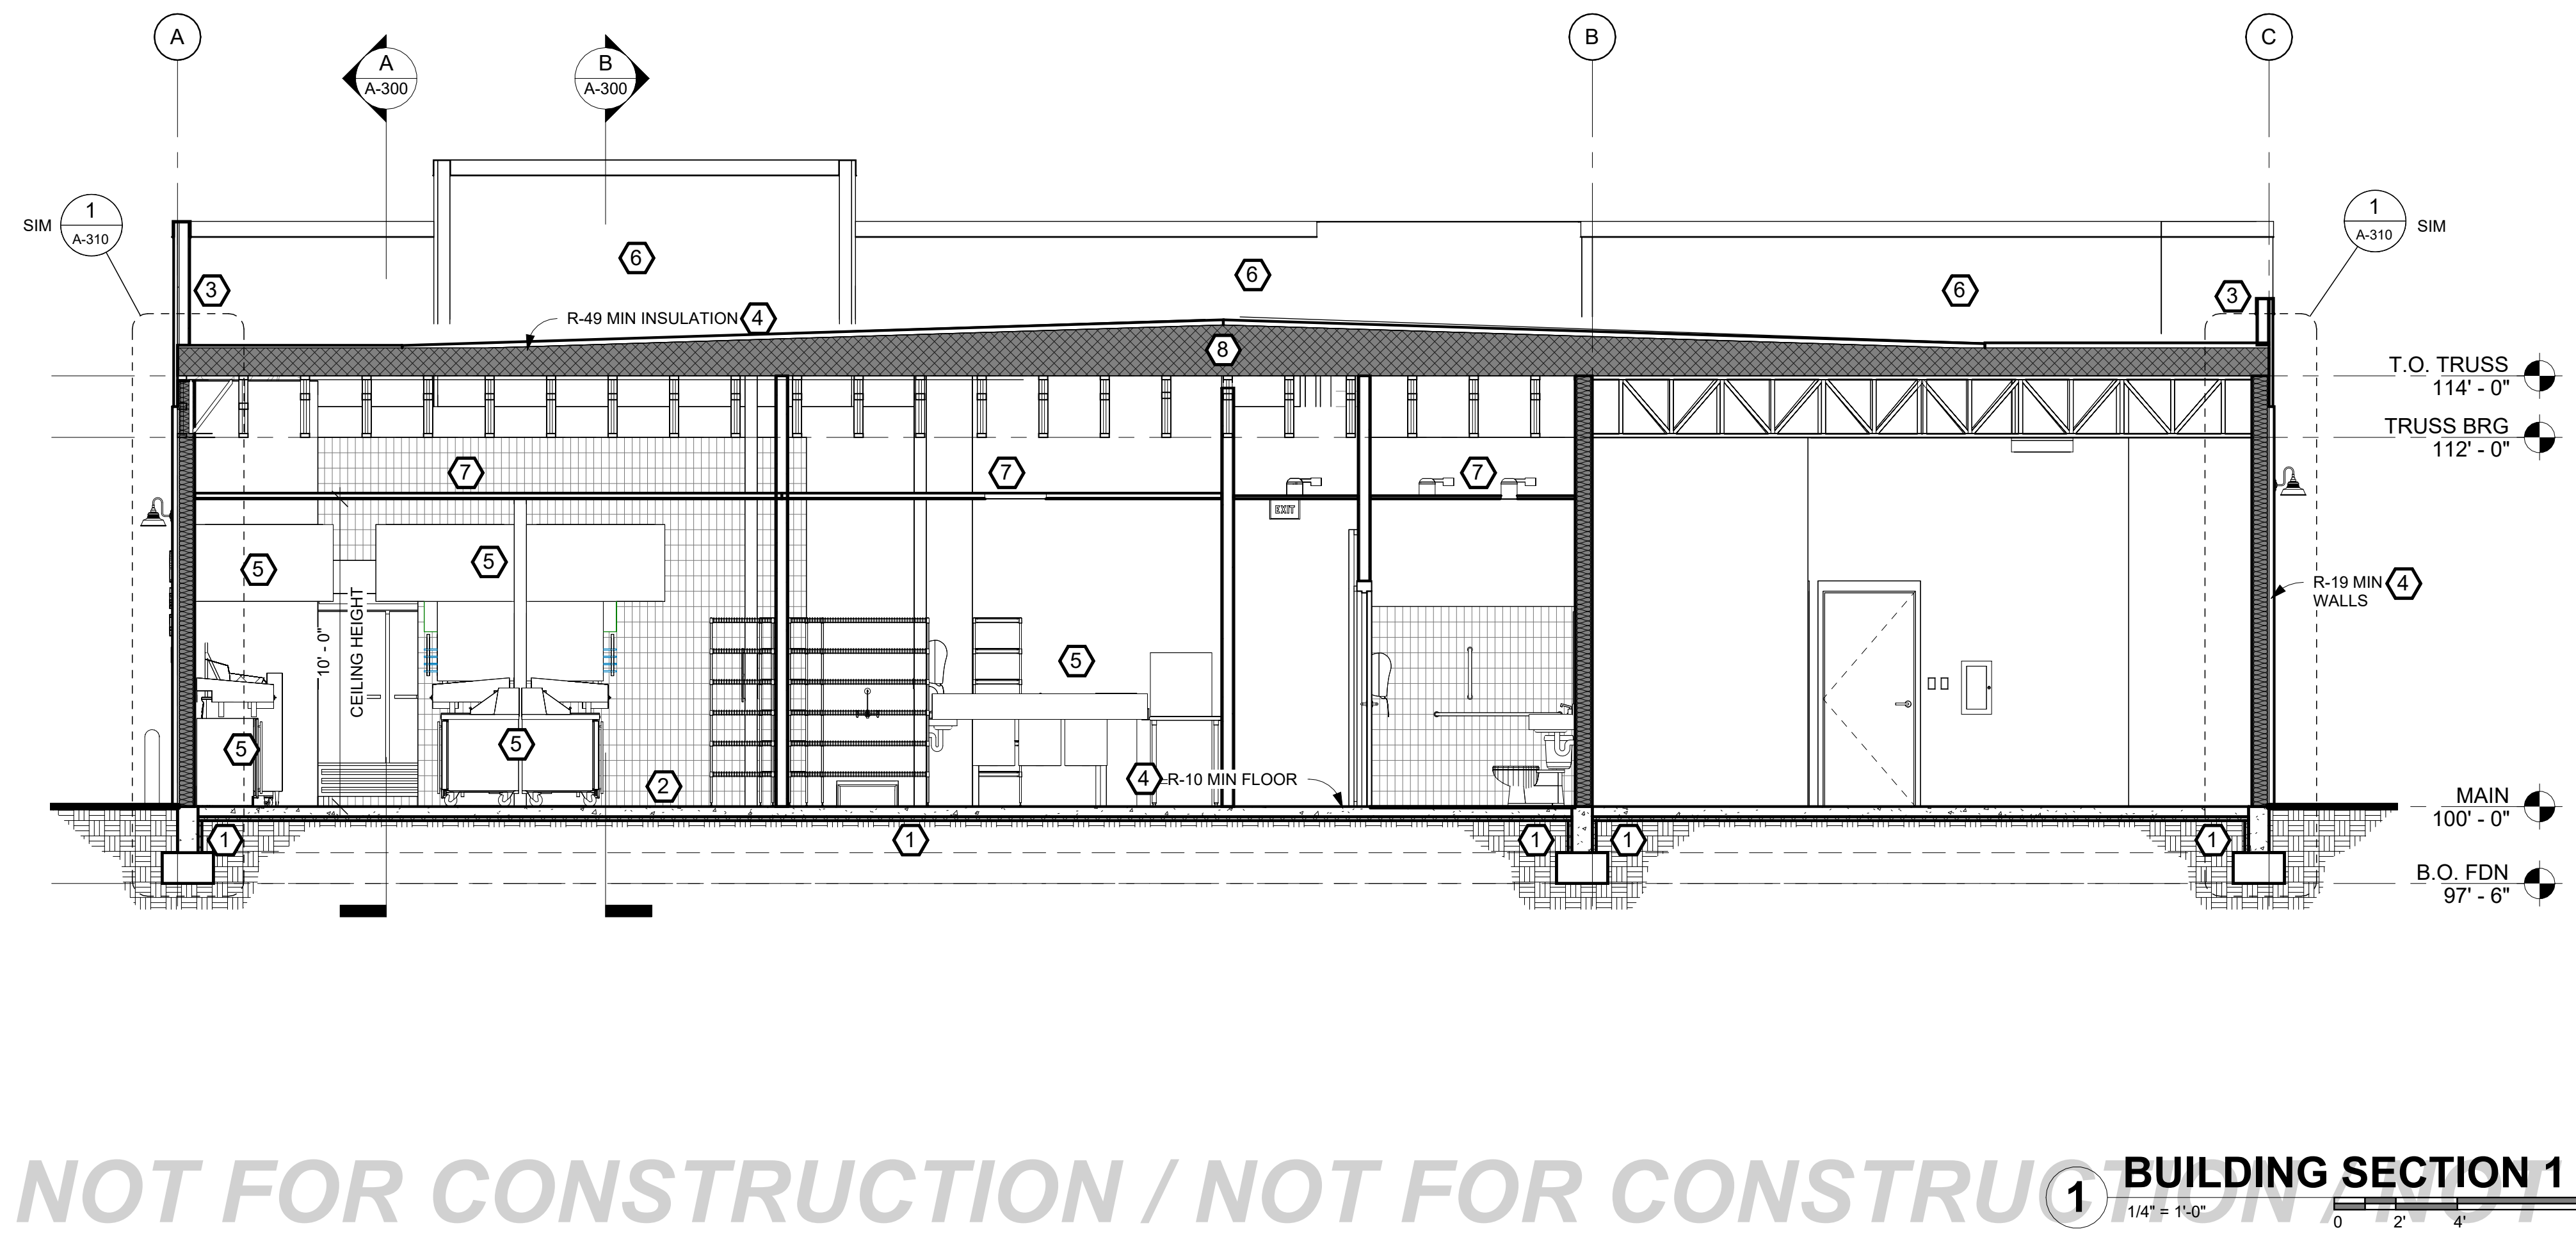 A
B
C
A
A-300
B
A-300
SIM
1
A-310
1
A-310
SIM
6
6
6
3
3
R-49 MIN INSULATION
4
8
T.O. TRUSS
114' - 0"
TRUSS BRG
112' - 0"
7
7
7
EXIT
5
5
R-19 MIN
WALLS
4
10' - 0"
CEILING HEIGHT
5
5
5
2
4
R-10 MIN FLOOR
MAIN
100' - 0"
1
1
1
1
1
B.O. FDN
97' - 6"
NOT FOR CONSTRUCTION / NOT FOR CONSTRUCTION / NOT
1
BUILDING SECTION 1
1/4" = 1'-0"
0
2'
4'